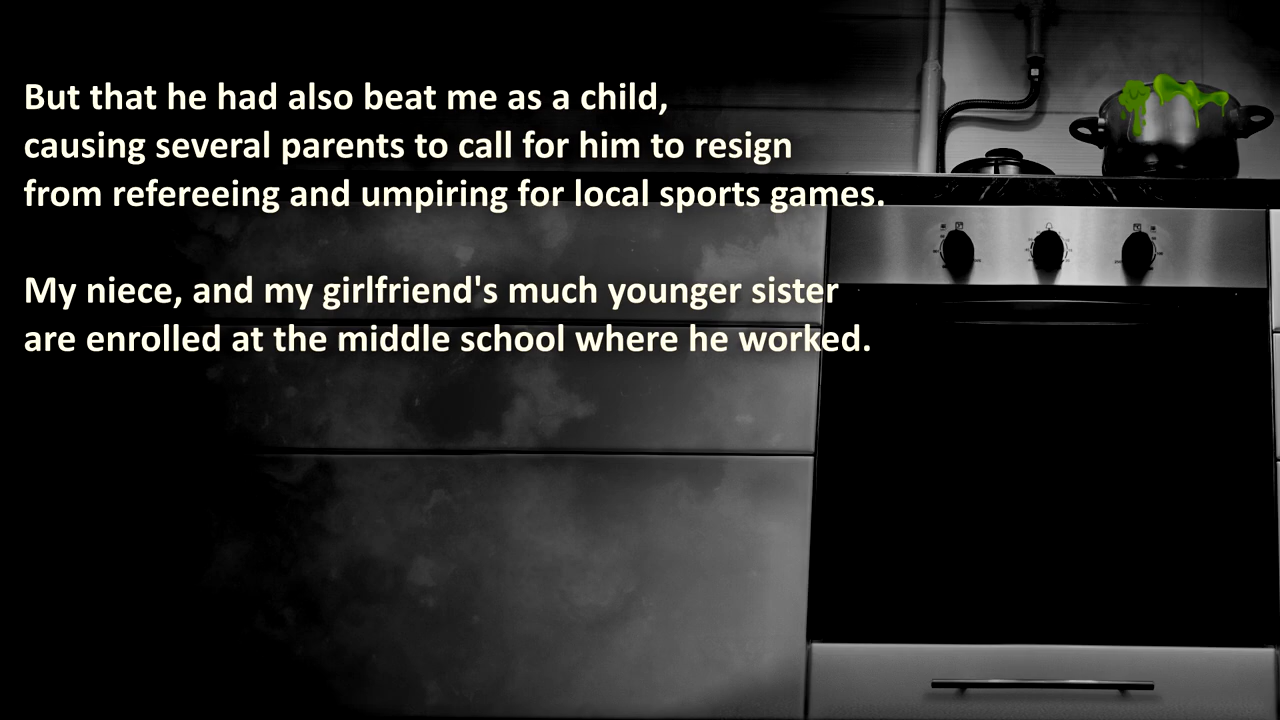 But that he had also beat me as a child,
causing several parents to call for him to resign
from refereeing and umpiring for local sports games.
My niece, and my girlfriend's much younger sister
are enrolled at the middle school where he worked.